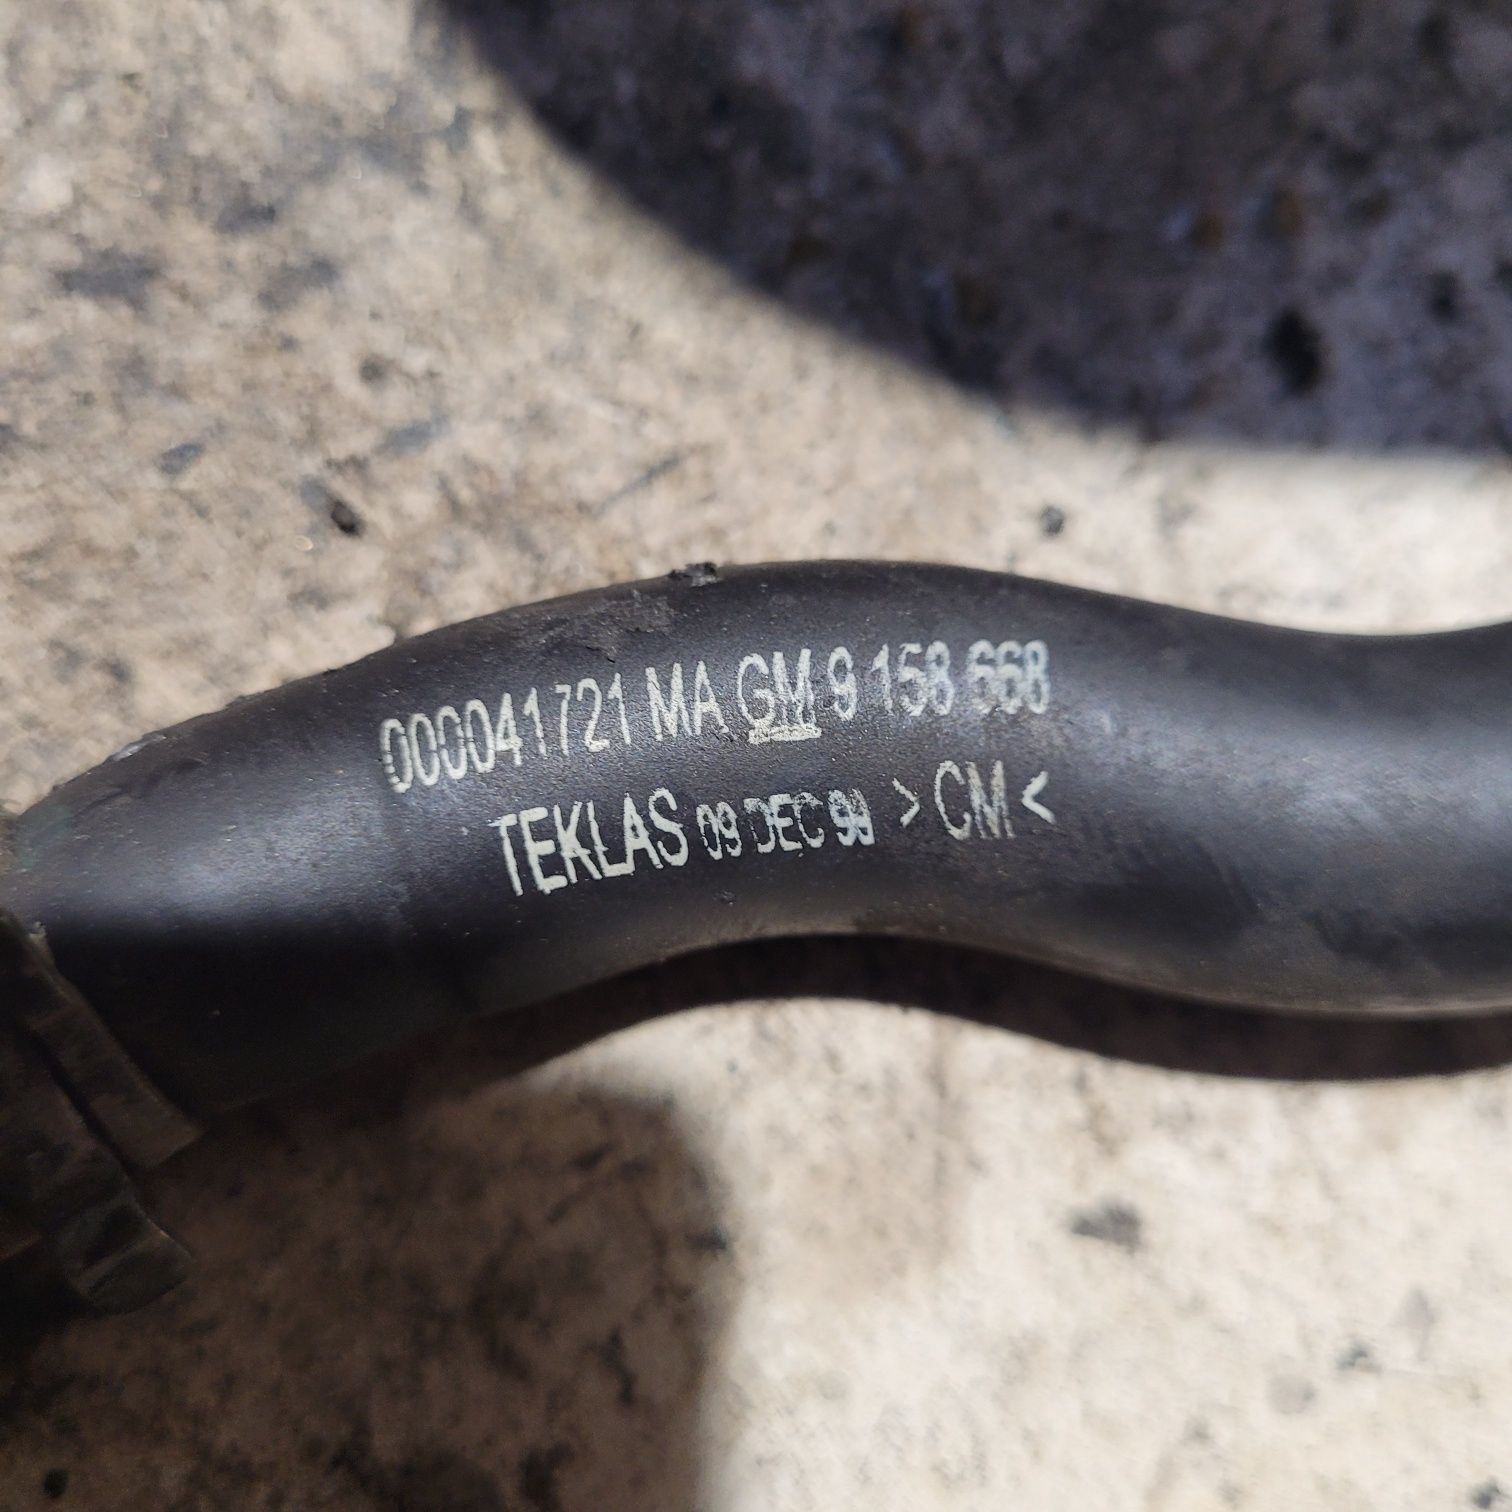 000041721 MA GM 9 158 668
TEKLAS 09 DEC 99 >CM<